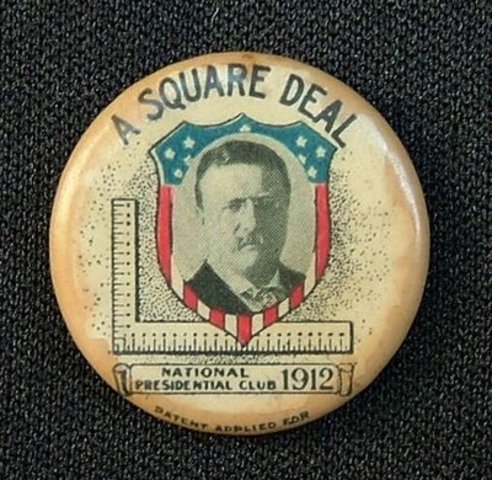 A SQUARE DEAL
NATIONAL
PRESIDENTIAL CLUB 1912
PATENT APPLIED FOR